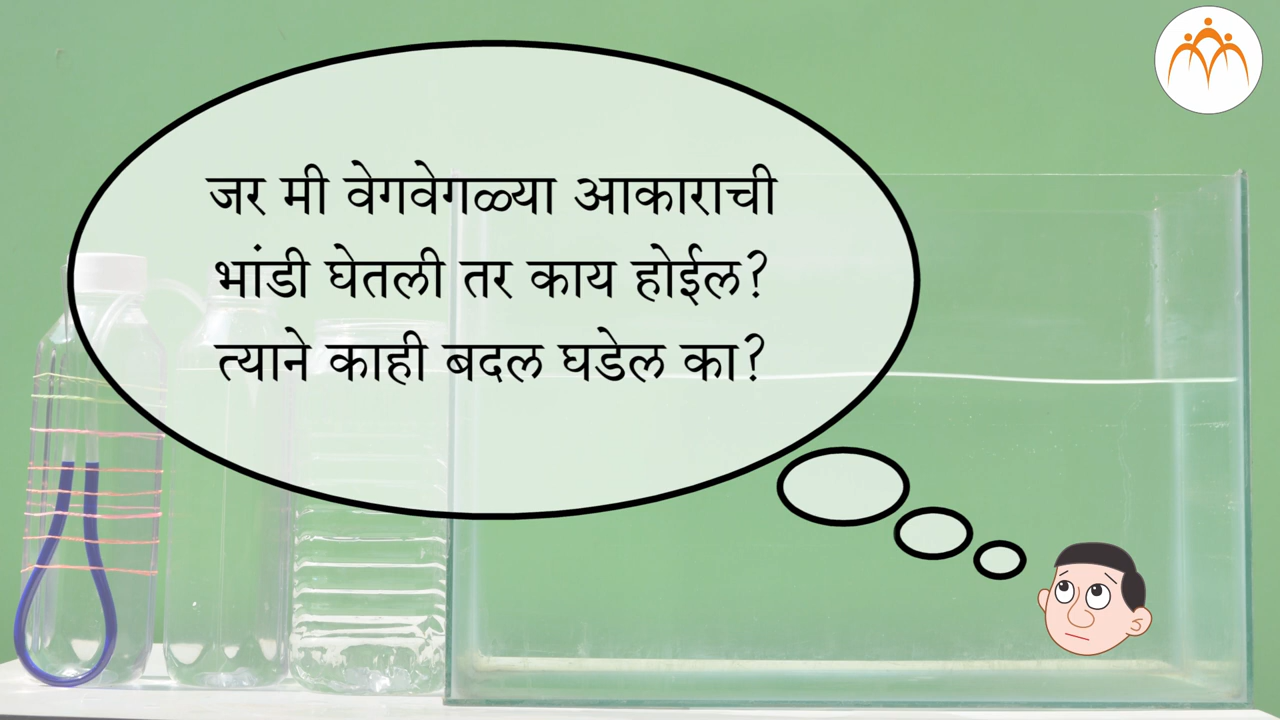 जर मी वेगवेगळ्या आकाराची
भांडी घेतली तर काय होईल?
त्याने काही बदल घडेल का?